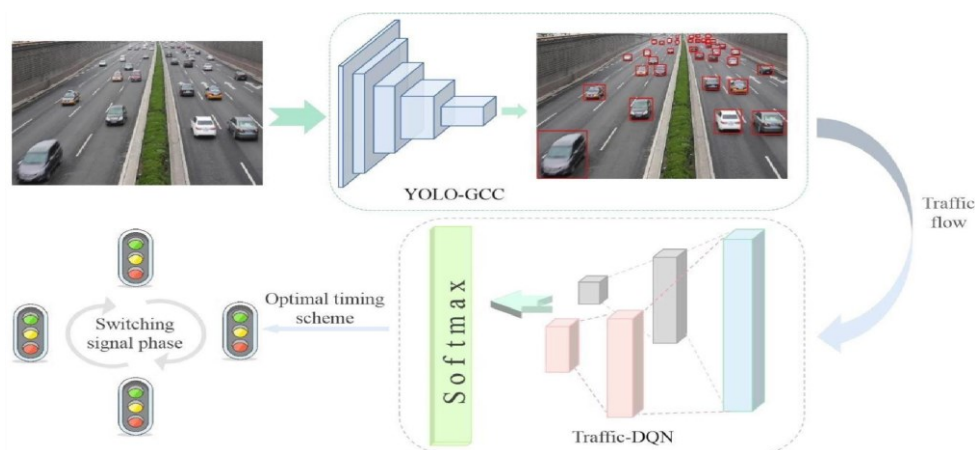 YOLO-GCC
Traffic
flow
Softmax
Traffic-DQN
Optimal timing
scheme
Switching
signal phase